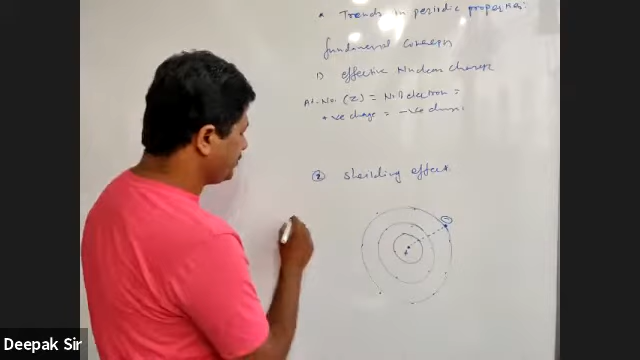 * Trends in periodic properties:
fundamental concepts
1) effective Nuclear charge
At. No. (Z) = No. of electron =
+ve charge = -ve charge
② Sheilding effect
+
Deepak Sir